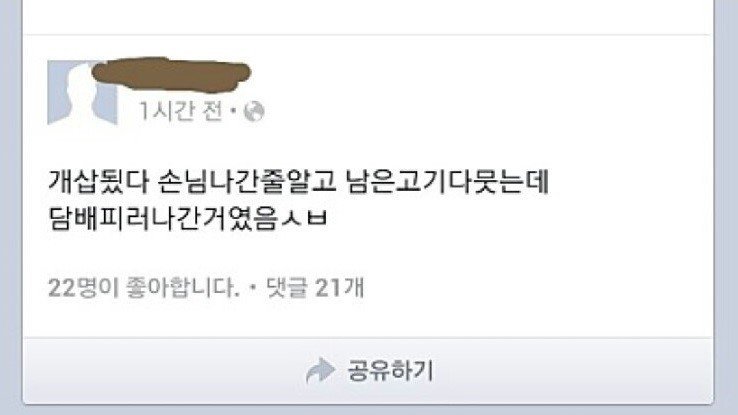 1시간 전 •
개삽됬다 손님나간줄알고 남은고기다뭇는데
담배피러나간거였음ㅅㅂ
22명이 좋아합니다. • 댓글 21개
공유하기